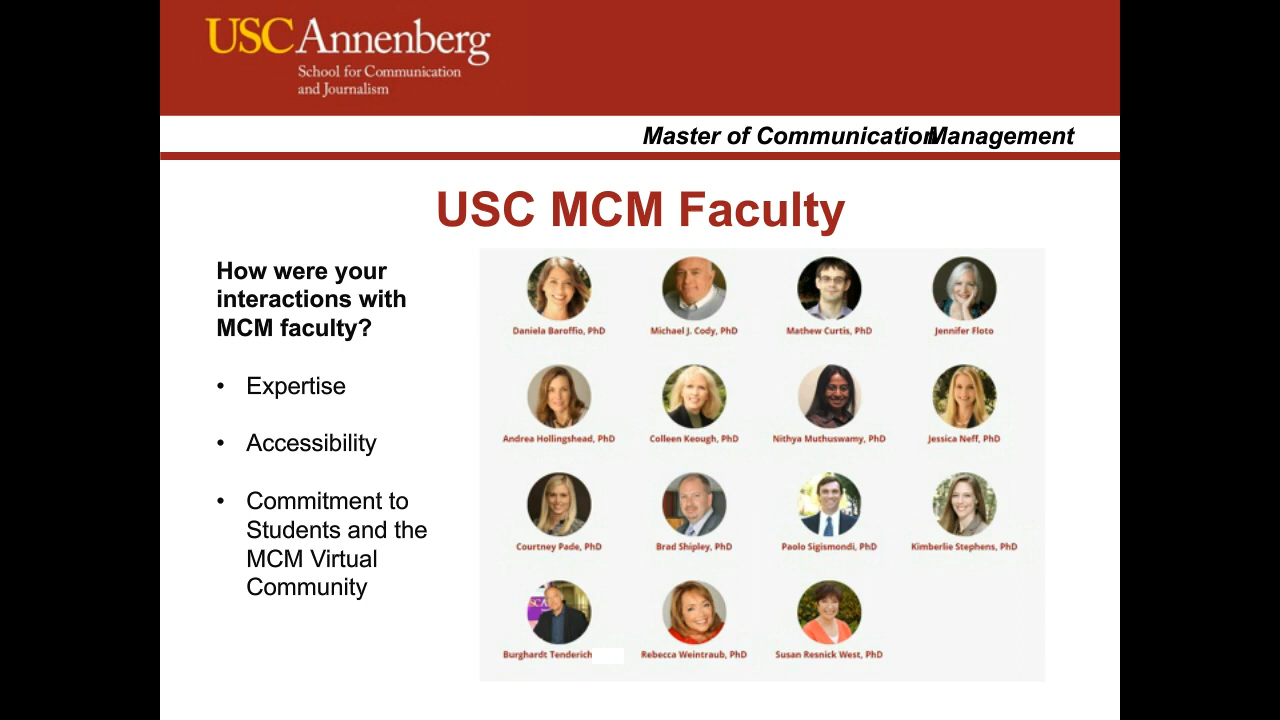 USC Annenberg
School for Communication
and Journalism
Master of Communication Management
USC MCM Faculty
How were your
interactions with
MCM faculty?
• Expertise
• Accessibility
• Commitment to
Students and the
MCM Virtual
Community
Daniela Baroffio, PhD
Michael J. Cody, PhD
Mathew Curtis, PhD
Jennifer Floto
Andrea Hollingshead, PhD
Colleen Keough, PhD
Nithya Muthuswamy, PhD
Jessica Neff, PhD
Courtney Pade, PhD
Brad Shipley, PhD
Paolo Sigismondi, PhD
Kimberlie Stephens, PhD
Burghardt Tenderich
Rebecca Weintraub, PhD
Susan Resnick West, PhD